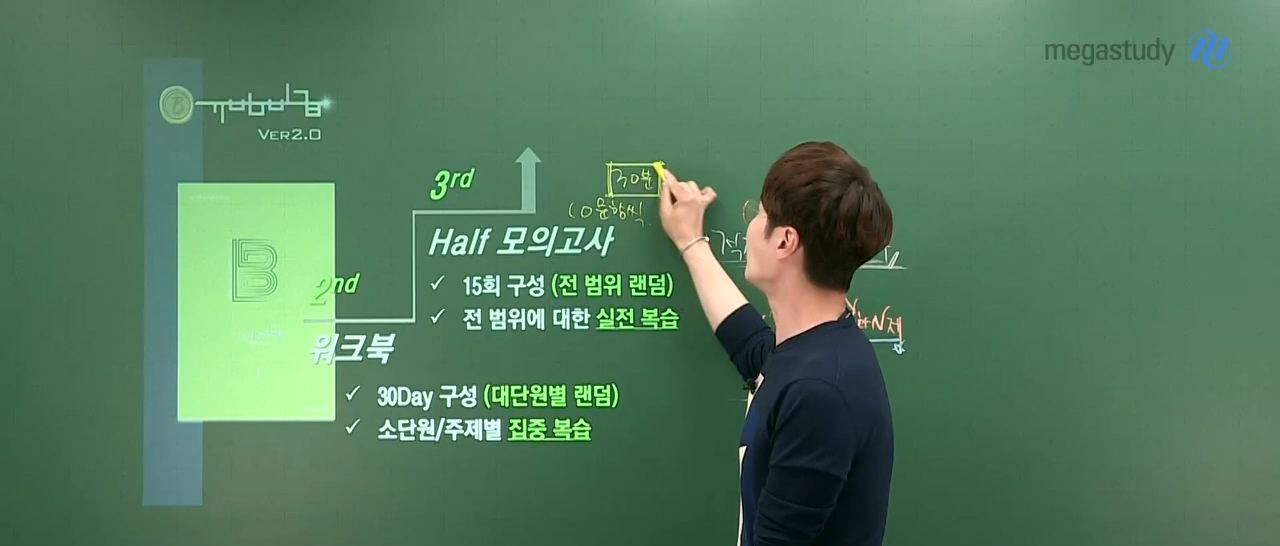 megastudy
VER2.0
3rd
30분
10문항씩
Half 모의고사
✓ 15회 구성 (전 범위 랜덤)
✓ 전 범위에 대한 실전 복습
2nd
워크북
✓ 30Day 구성 (대단원별 랜덤)
✓ 소단원/주제별 집중 복습
N제
B